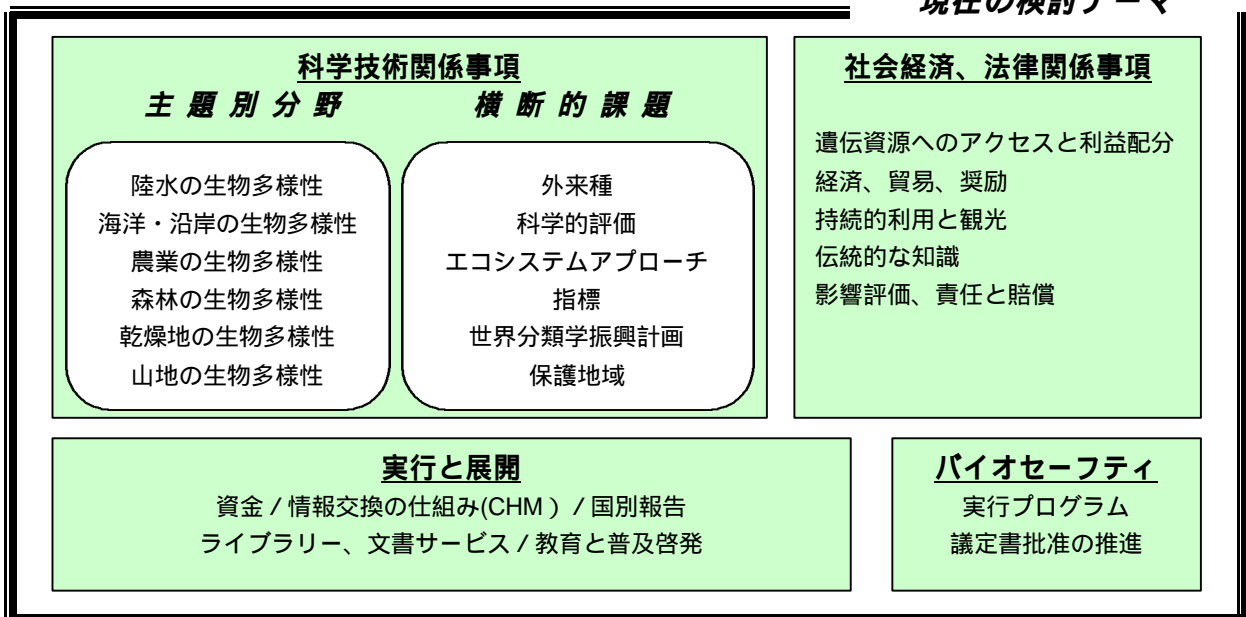 現在の検討テーマ
科学技術関係事項
主 題 別 分 野
横 断 的 課 題
陸水の生物多様性
海洋・沿岸の生物多様性
農業の生物多様性
森林の生物多様性
乾燥地の生物多様性
山地の生物多様性
外来種
科学的評価
エコシステムアプローチ
指標
世界分類学振興計画
保護地域
社会経済、法律関係事項
遺伝資源へのアクセスと利益配分
経済、貿易、奨励
持続的利用と観光
伝統的な知識
影響評価、責任と賠償
実行と展開
資金 / 情報交換の仕組み(CHM ) / 国別報告
ライブラリー、文書サービス / 教育と普及啓発
バイオセーフティ
実行プログラム
議定書批准の推進